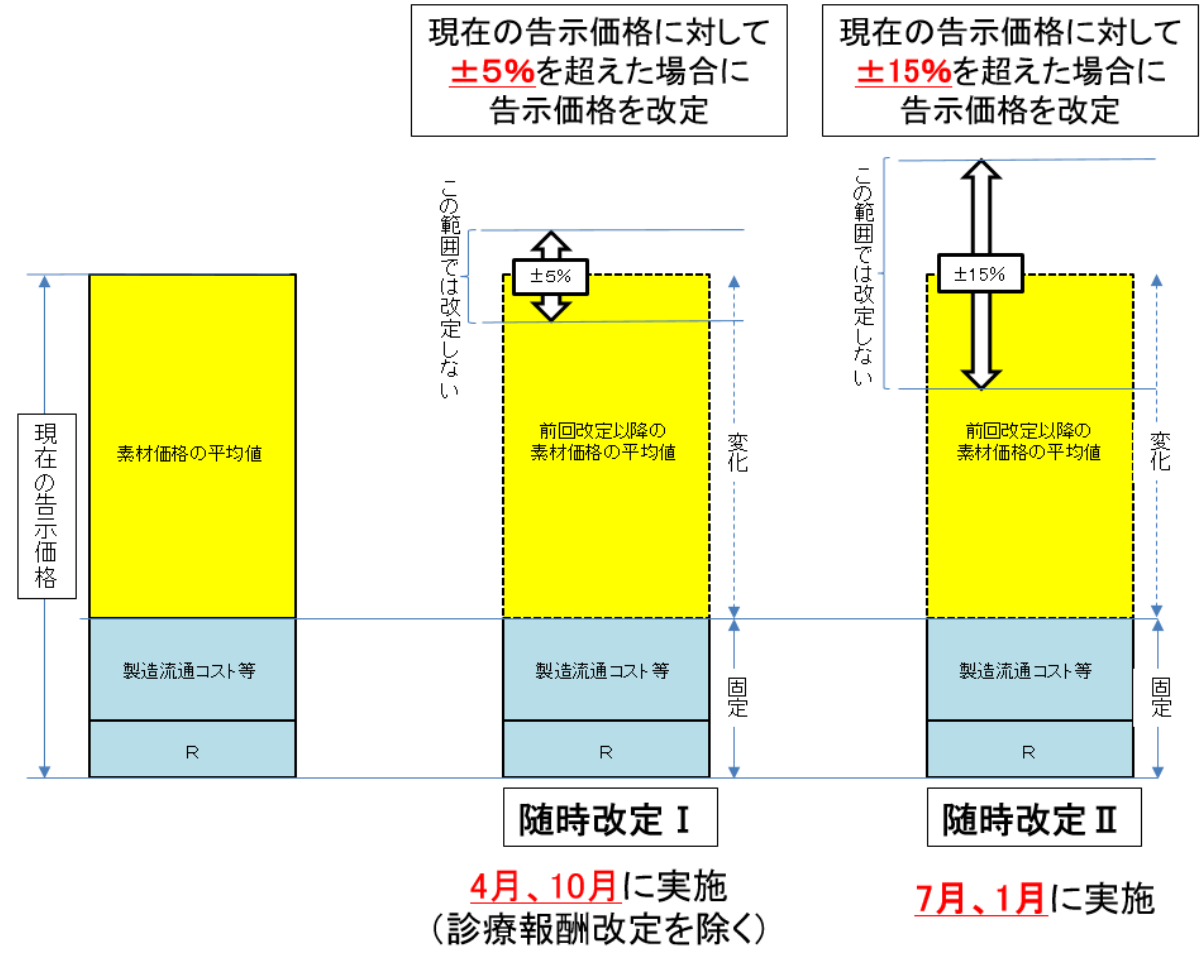 現在の告示価格に対して
±5%を超えた場合に
告示価格を改定
現在の告示価格に対して
±15%を超えた場合に
告示価格を改定
現在の告示価格
素材価格の平均値
製造流通コスト等
R
この範囲では改定しない
±5%
前回改定以降の
素材価格の平均値
変化
製造流通コスト等
固定
R
この範囲では改定しない
±15%
前回改定以降の
素材価格の平均値
変化
製造流通コスト等
固定
R
随時改定Ⅰ
4月、10月に実施
(診療報酬改定を除く)
随時改定Ⅱ
7月、1月に実施